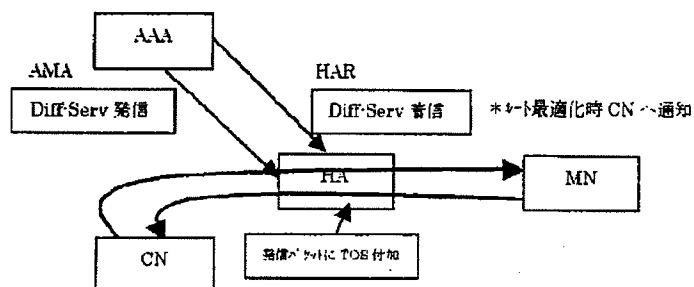 AAA
AMA
HAR
Diff-Serv 発信
Diff-Serv 着信
*ルート最適化時 CN へ通知
HA
MN
CN
発信パケットに TOS 付加